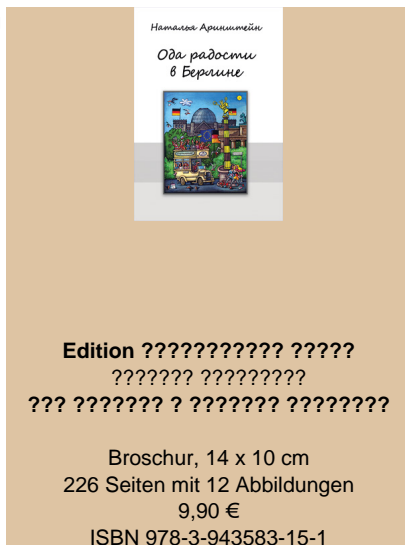 Наталья Аринштейн
Ода радости
в Берлине
Edition ??????????? ?????
??????? ?????????
??? ??????? ? ??????? ????????
Broschur, 14 x 10 cm
226 Seiten mit 12 Abbildungen
9,90 €
ISBN 978-3-943583-15-1